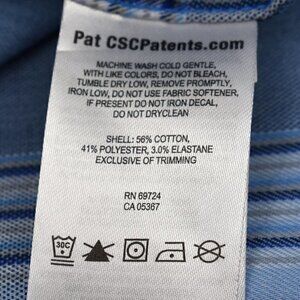 Pat CSCPatents.com
MACHINE WASH COLD GENTLE,
WITH LIKE COLORS, DO NOT BLEACH,
TUMBLE DRY LOW, REMOVE PROMPTLY,
IRON LOW, DO NOT USE FABRIC SOFTENER,
IF PRESENT DO NOT IRON DECAL,
DO NOT DRYCLEAN
SHELL: 56% COTTON,
41% POLYESTER, 3.0% ELASTANE
EXCLUSIVE OF TRIMMING
RN 69724
CA 05367
30C